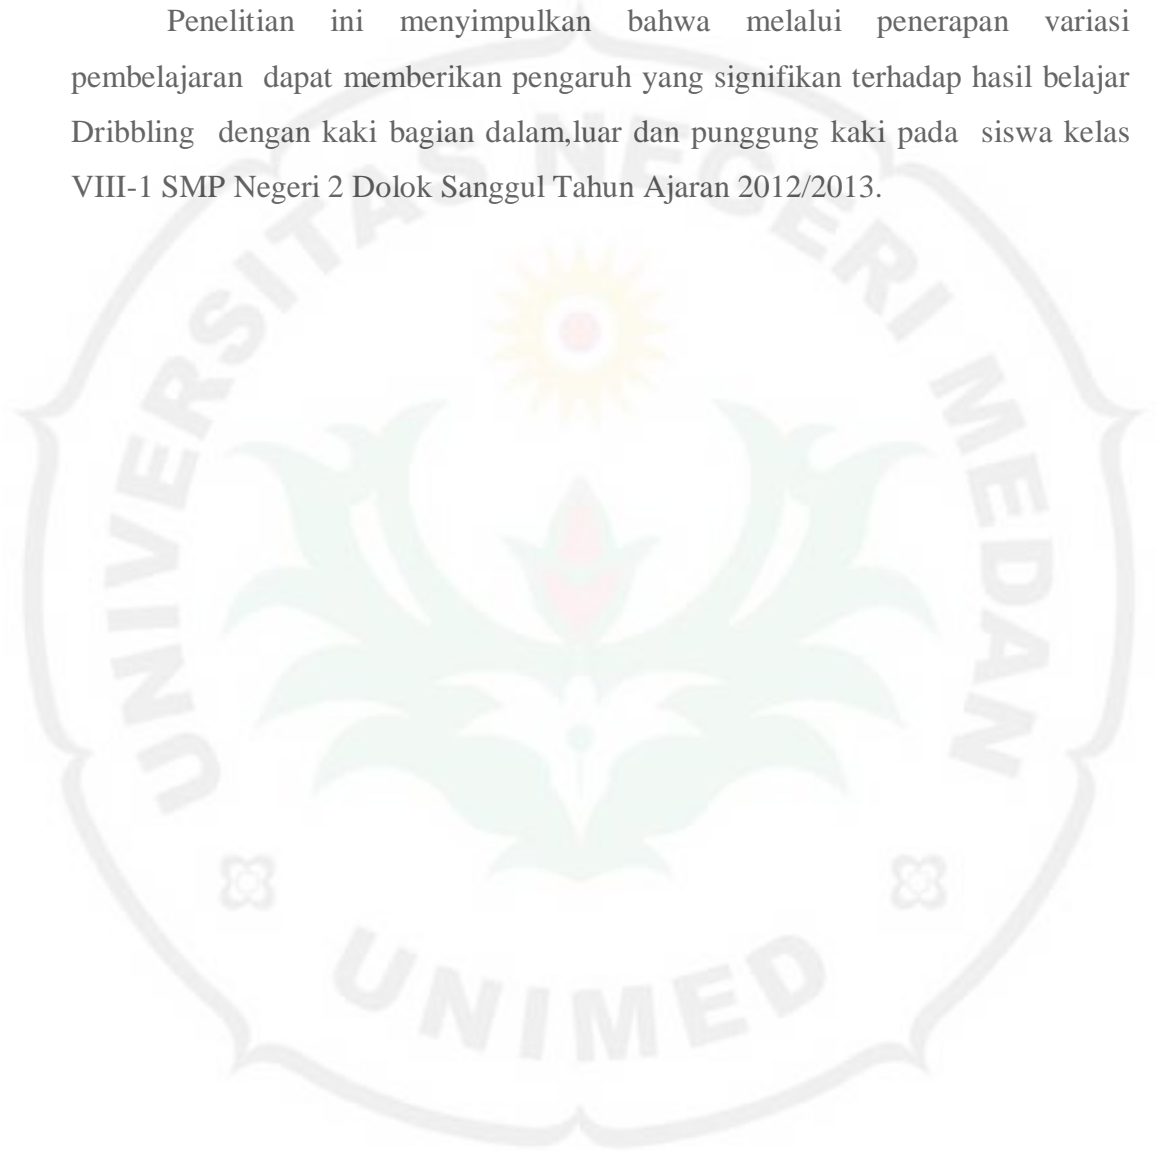 Penelitian ini menyimpulkan bahwa melalui penerapan variasi
pembelajaran dapat memberikan pengaruh yang signifikan terhadap hasil belajar
Dribbling dengan kaki bagian dalam,luar dan punggung kaki pada siswa kelas
VIII-1 SMP Negeri 2 Dolok Sanggul Tahun Ajaran 2012/2013.
UNIVERSITAS NEGERI MEDAN
UNIMED